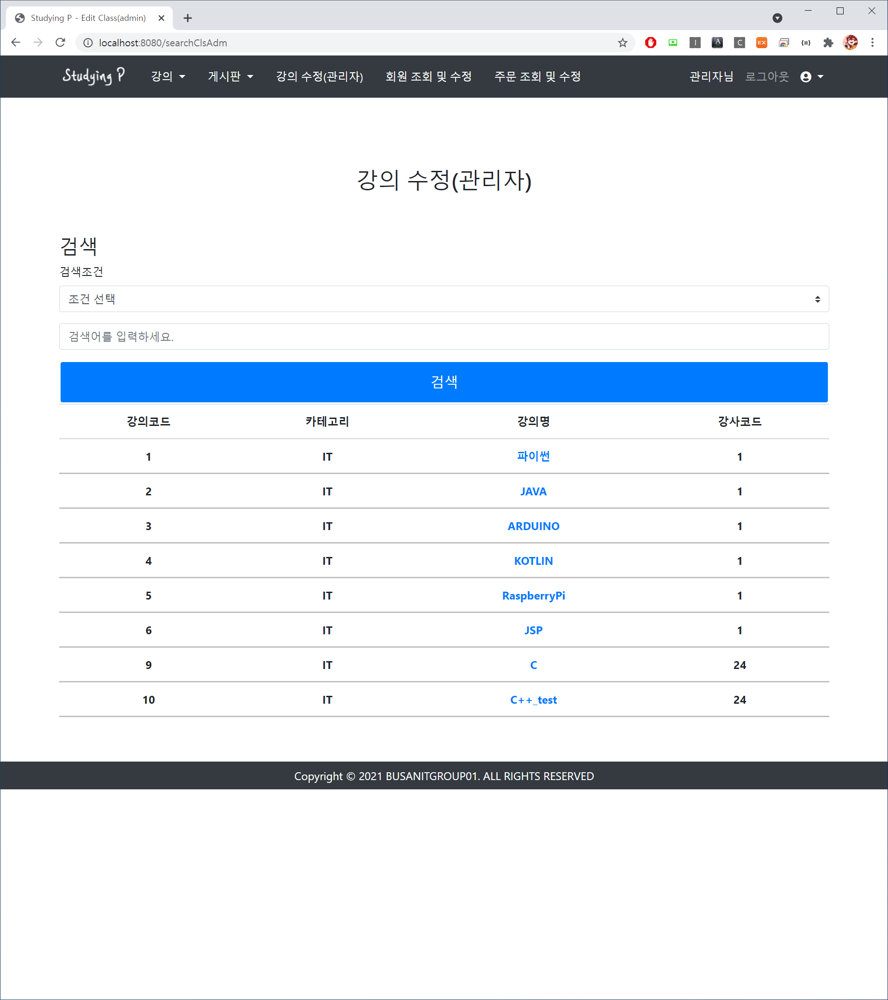 Studying P - Edit Class(admin)
localhost:8080/searchClsAdm
Studying P 강의 게시판 강의 수정(관리자) 회원 조회 및 수정 주문 조회 및 수정 관리자님 로그아웃
강의 수정(관리자)
검색
검색조건
조건 선택
검색어를 입력하세요.
검색
강의코드 카테고리 강의명 강사코드
1 IT 파이썬 1
2 IT JAVA 1
3 IT ARDUINO 1
4 IT KOTLIN 1
5 IT RaspberryPi 1
6 IT JSP 1
9 IT C 24
10 IT C++_test 24
Copyright © 2021 BUSANITGROUP01. ALL RIGHTS RESERVED